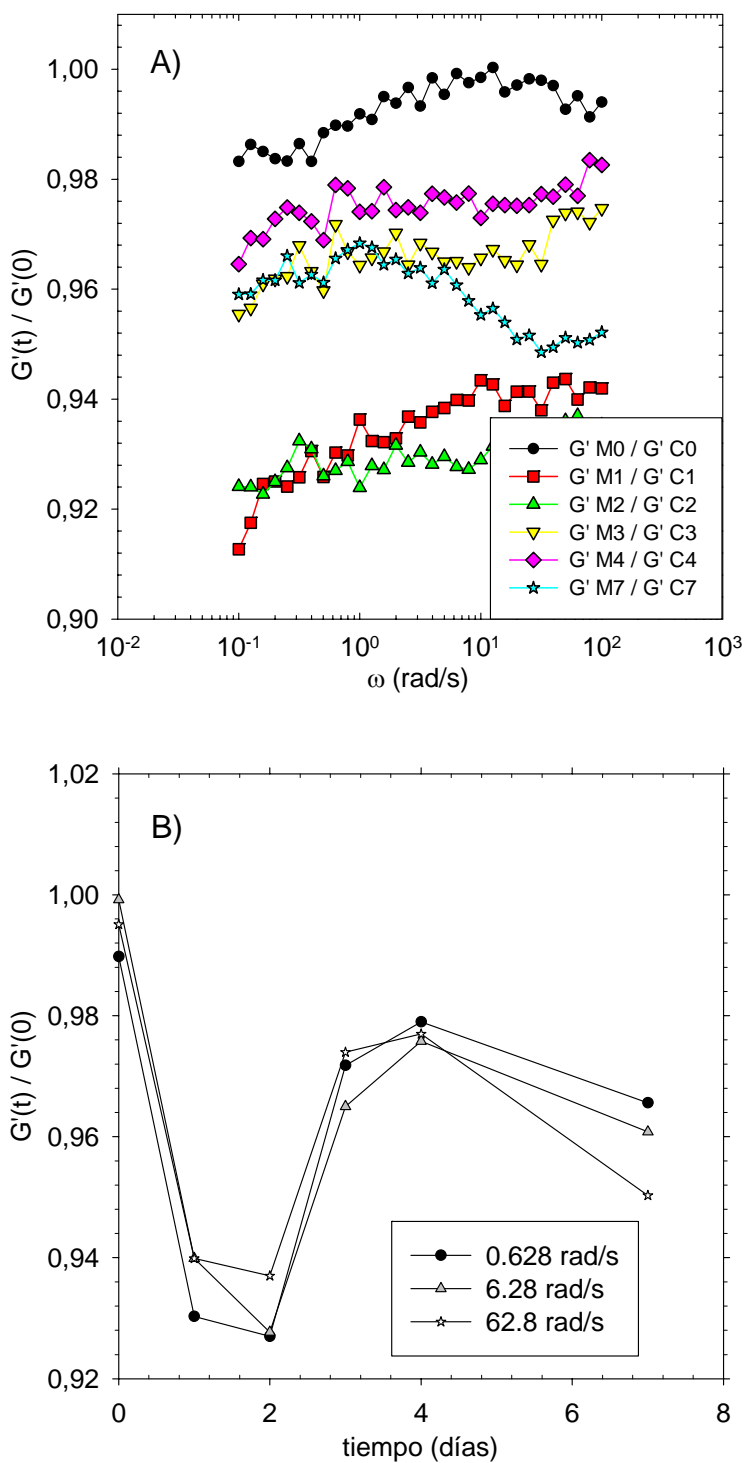 A)
1,00
0,98
0,96
0,94
0,92
0,90
G'(t) / G'(0)
G' M0 / G' C0
G' M1 / G' C1
G' M2 / G' C2
G' M3 / G' C3
G' M4 / G' C4
G' M7 / G' C7
10⁻² 10⁻¹ 10⁰ 10¹ 10² 10³
ω (rad/s)
B)
1,02
1,00
0,98
0,96
0,94
0,92
G'(t) / G'(0)
0.628 rad/s
6.28 rad/s
62.8 rad/s
0 2 4 6 8
tiempo (días)